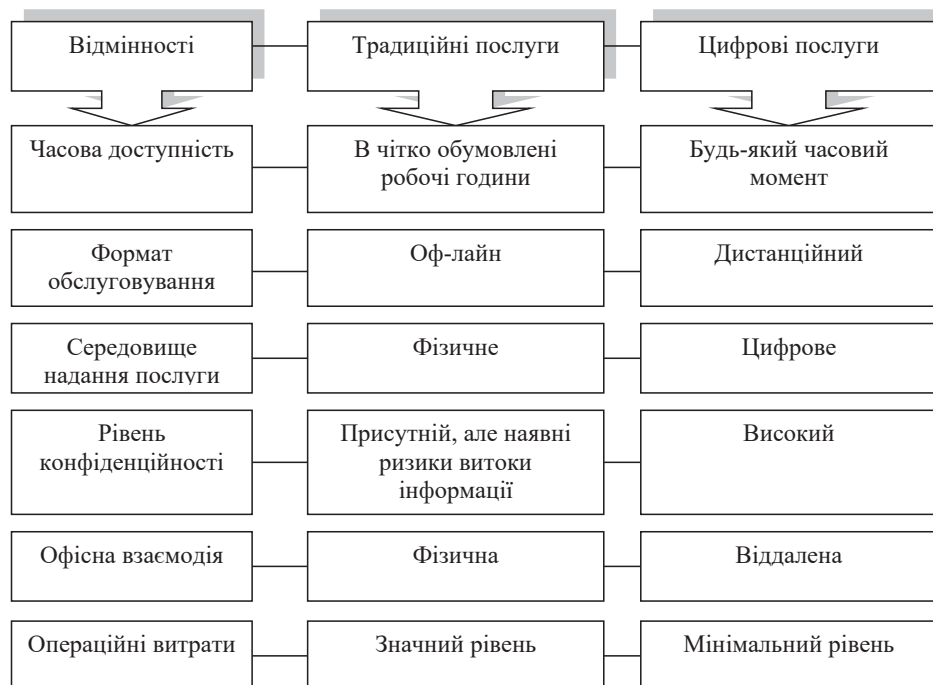 Відмінності
Традиційні послуги
Цифрові послуги
Часова доступність
В чітко обумовлені
робочі години
Будь-який часовий
момент
Формат
обслуговування
Оф-лайн
Дистанційний
Середовище
надання послуги
Фізичне
Цифрове
Рівень
конфіденційності
Присутній, але наявні
ризики витоки
інформації
Високий
Офісна взаємодія
Фізична
Віддалена
Операційні витрати
Значний рівень
Мінімальний рівень